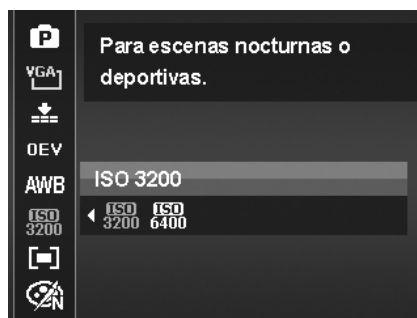 P
Para escenas nocturnas o
deportivas.
VGA
0EV
AWB
ISO 3200
ISO
3200
ISO ISO
3200 6400
N